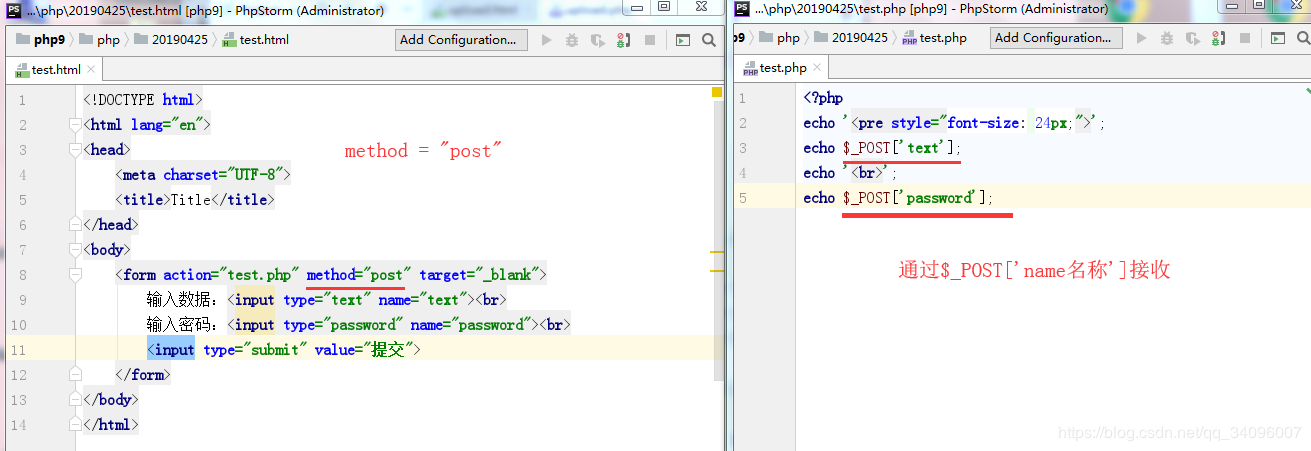 ...\php\20190425\test.html [php9] - PhpStorm (Administrator)
php9 php 20190425 test.html Add Configuration...
test.html
1 <!DOCTYPE html>
2 <html lang="en">
3 <head>
4 <meta charset="UTF-8">
5 <title>Title</title>
6 </head>
7 <body>
8 <form action="test.php" method="post" target="_blank">
9 输入数据：<input type="text" name="text"><br>
10 输入密码：<input type="password" name="password"><br>
11 <input type="submit" value="提交">
12 </form>
13 </body>
14 </html>
method = "post"
...\php\20190425\test.php [php9] - PhpStorm (Administrator)
p9 php 20190425 test.php Add Configuration...
test.php
1 <?php
2 echo '<pre style="font-size: 24px;">';
3 echo $_POST['text'];
4 echo '<br>';
5 echo $_POST['password'];
通过$_POST['name名称']接收
https://blog.csdn.net/qq_34096007